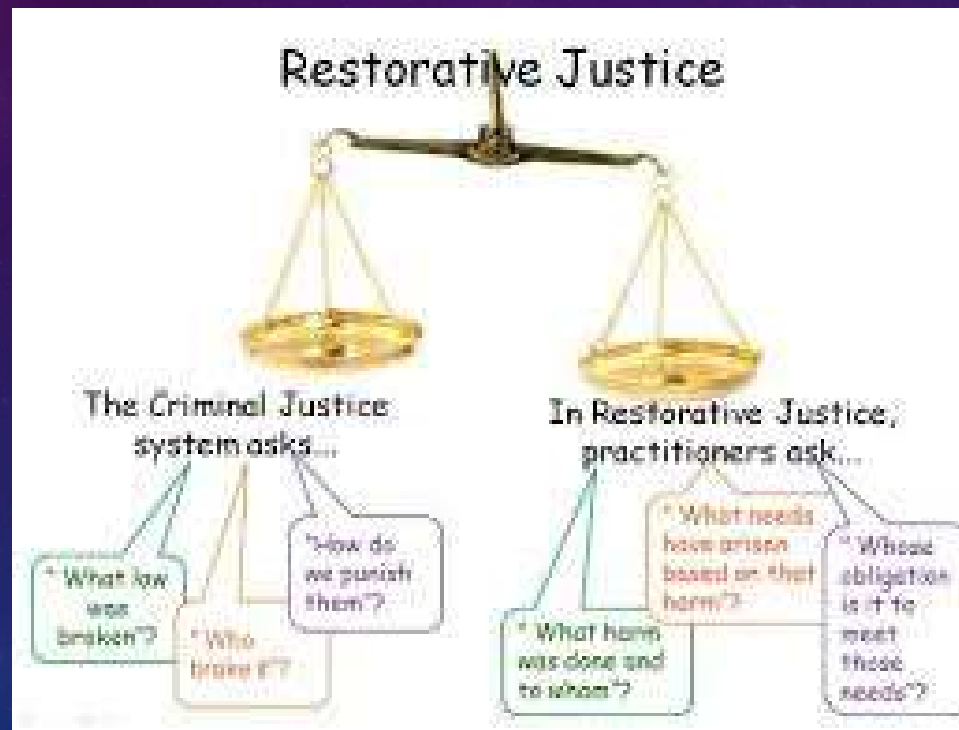 Restorative Justice
The Criminal Justice
system asks...
" What law
was
broken"?
" Who
broke it"?
"How do
we punish
them"?
In Restorative Justice,
practitioners ask...
" What harm
was done and
to whom"?
" What needs
have arisen
based on that
harm"?
" Whose
obligation
is it to
meet
those
needs"?